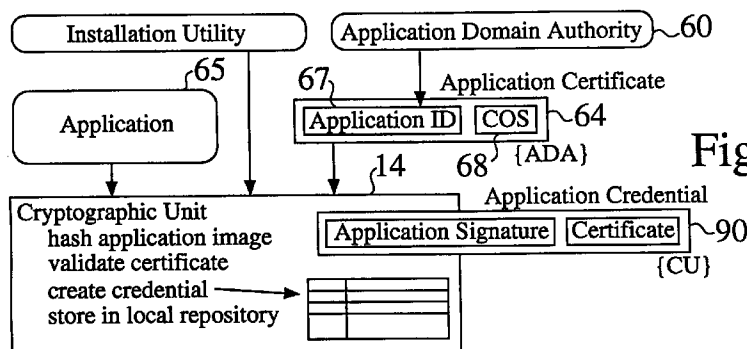 Installation Utility
Application Domain Authority
60
65
67
Application Certificate
Application
Application ID
COS
64
68
{ADA}
Fig
14
Application Credential
Cryptographic Unit
Application Signature
Certificate
90
hash application image
validate certificate
{CU}
create credential
store in local repository